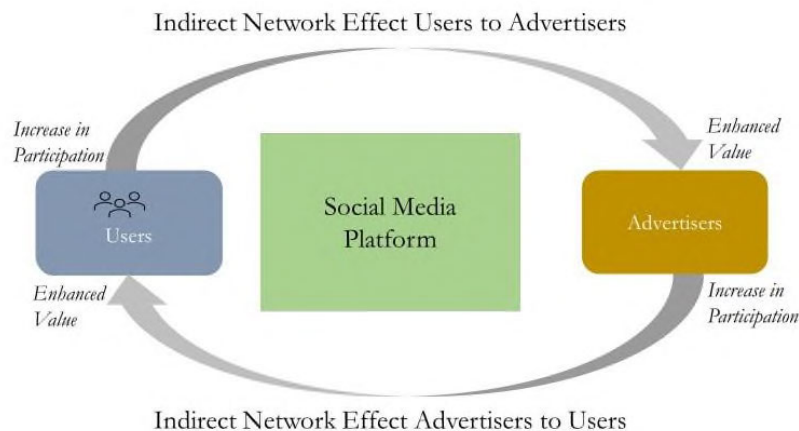 Indirect Network Effect Users to Advertisers
Increase in
Participation
Enhanced
Value
Users
Social Media
Platform
Advertisers
Enhanced
Value
Increase in
Participation
Indirect Network Effect Advertisers to Users